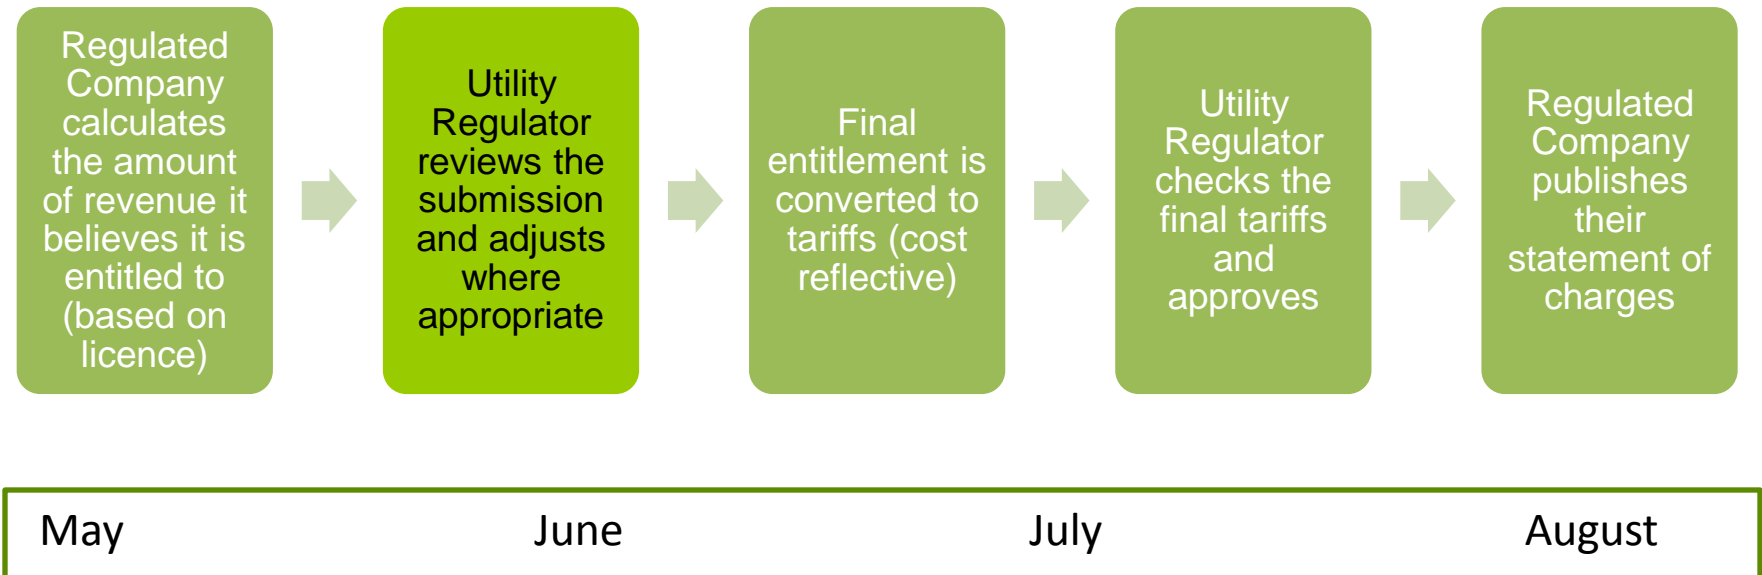 Regulated
Company
calculates
the amount
of revenue it
believes it is
entitled to
(based on
licence)
Utility
Regulator
reviews the
submission
and adjusts
where
appropriate
Final
entitlement is
converted to
tariffs (cost
reflective)
Utility
Regulator
checks the
final tariffs
and
approves
Regulated
Company
publishes
their
statement of
charges
May June July August